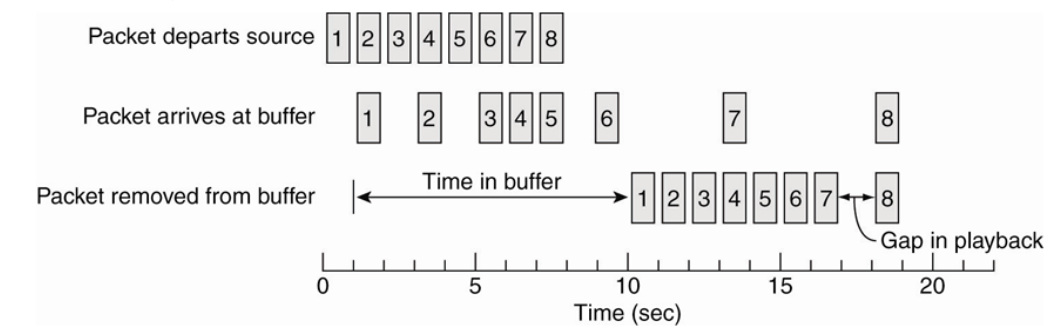 Packet departs source 1 2 3 4 5 6 7 8
Packet arrives at buffer 1 2 3 4 5 6 7 8
Time in buffer
Packet removed from buffer 1 2 3 4 5 6 7 8
Gap in playback
0 5 10 15 20
Time (sec)